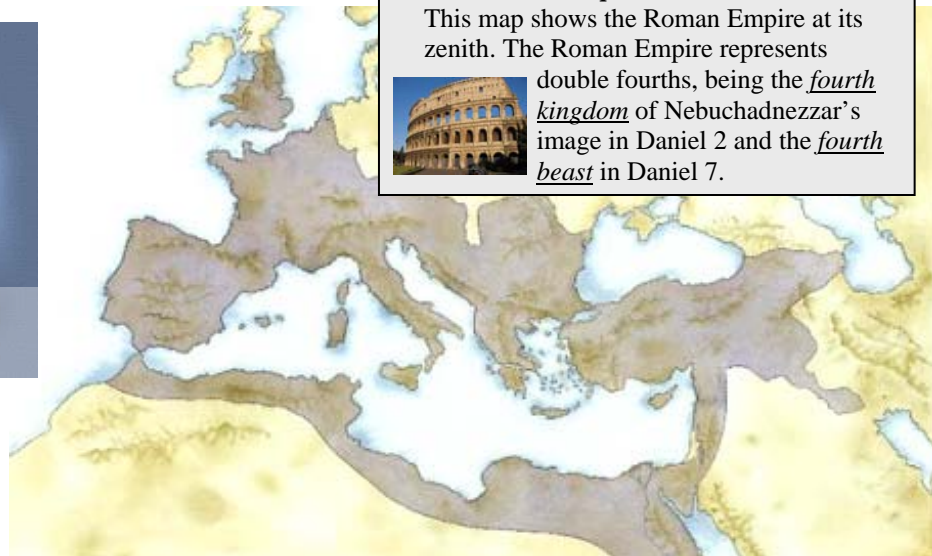 This map shows the Roman Empire at its
zenith. The Roman Empire represents
double fourths, being the fourth
kingdom of Nebuchadnezzar’s
image in Daniel 2 and the fourth
beast in Daniel 7.